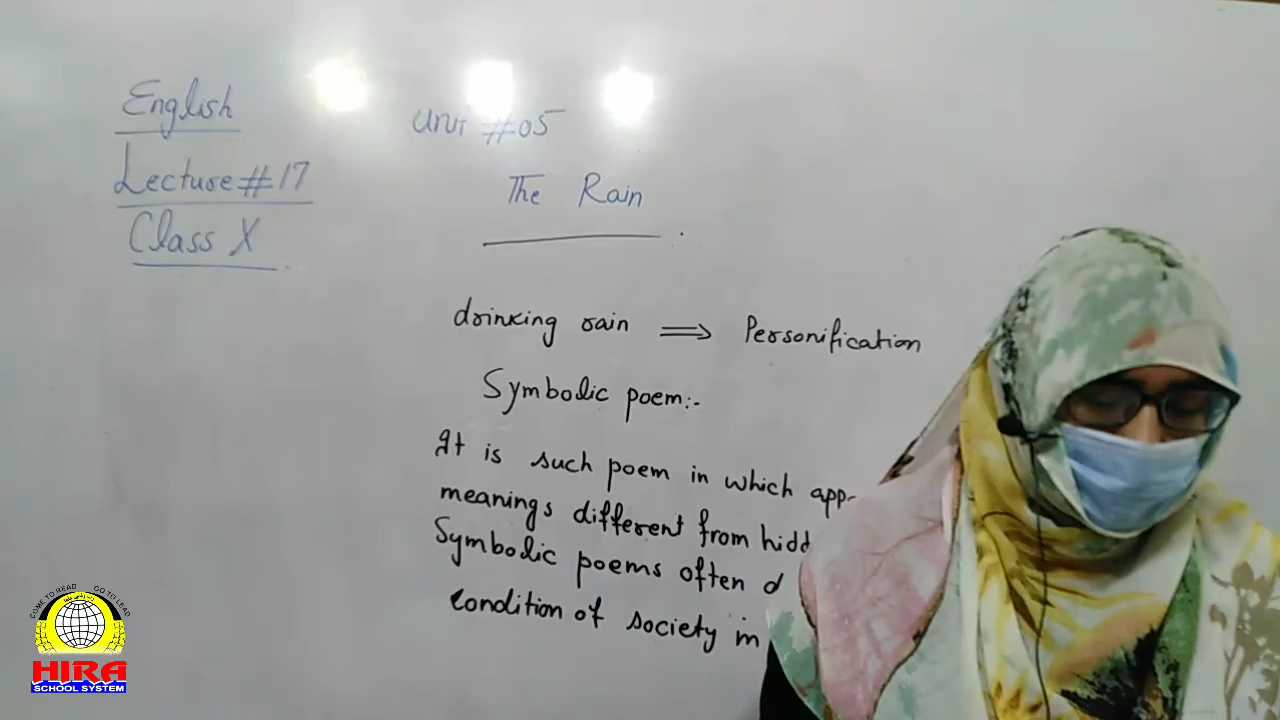 English
Lecture #17
Class X
Unit #05
The Rain
drinking rain ⇒ Personification
Symbolic poem:-
It is such poem in which app
meanings different from hidd
Symbolic poems often d
condition of society in
COME TO READ GO TO LEAD
HIRA
SCHOOL SYSTEM